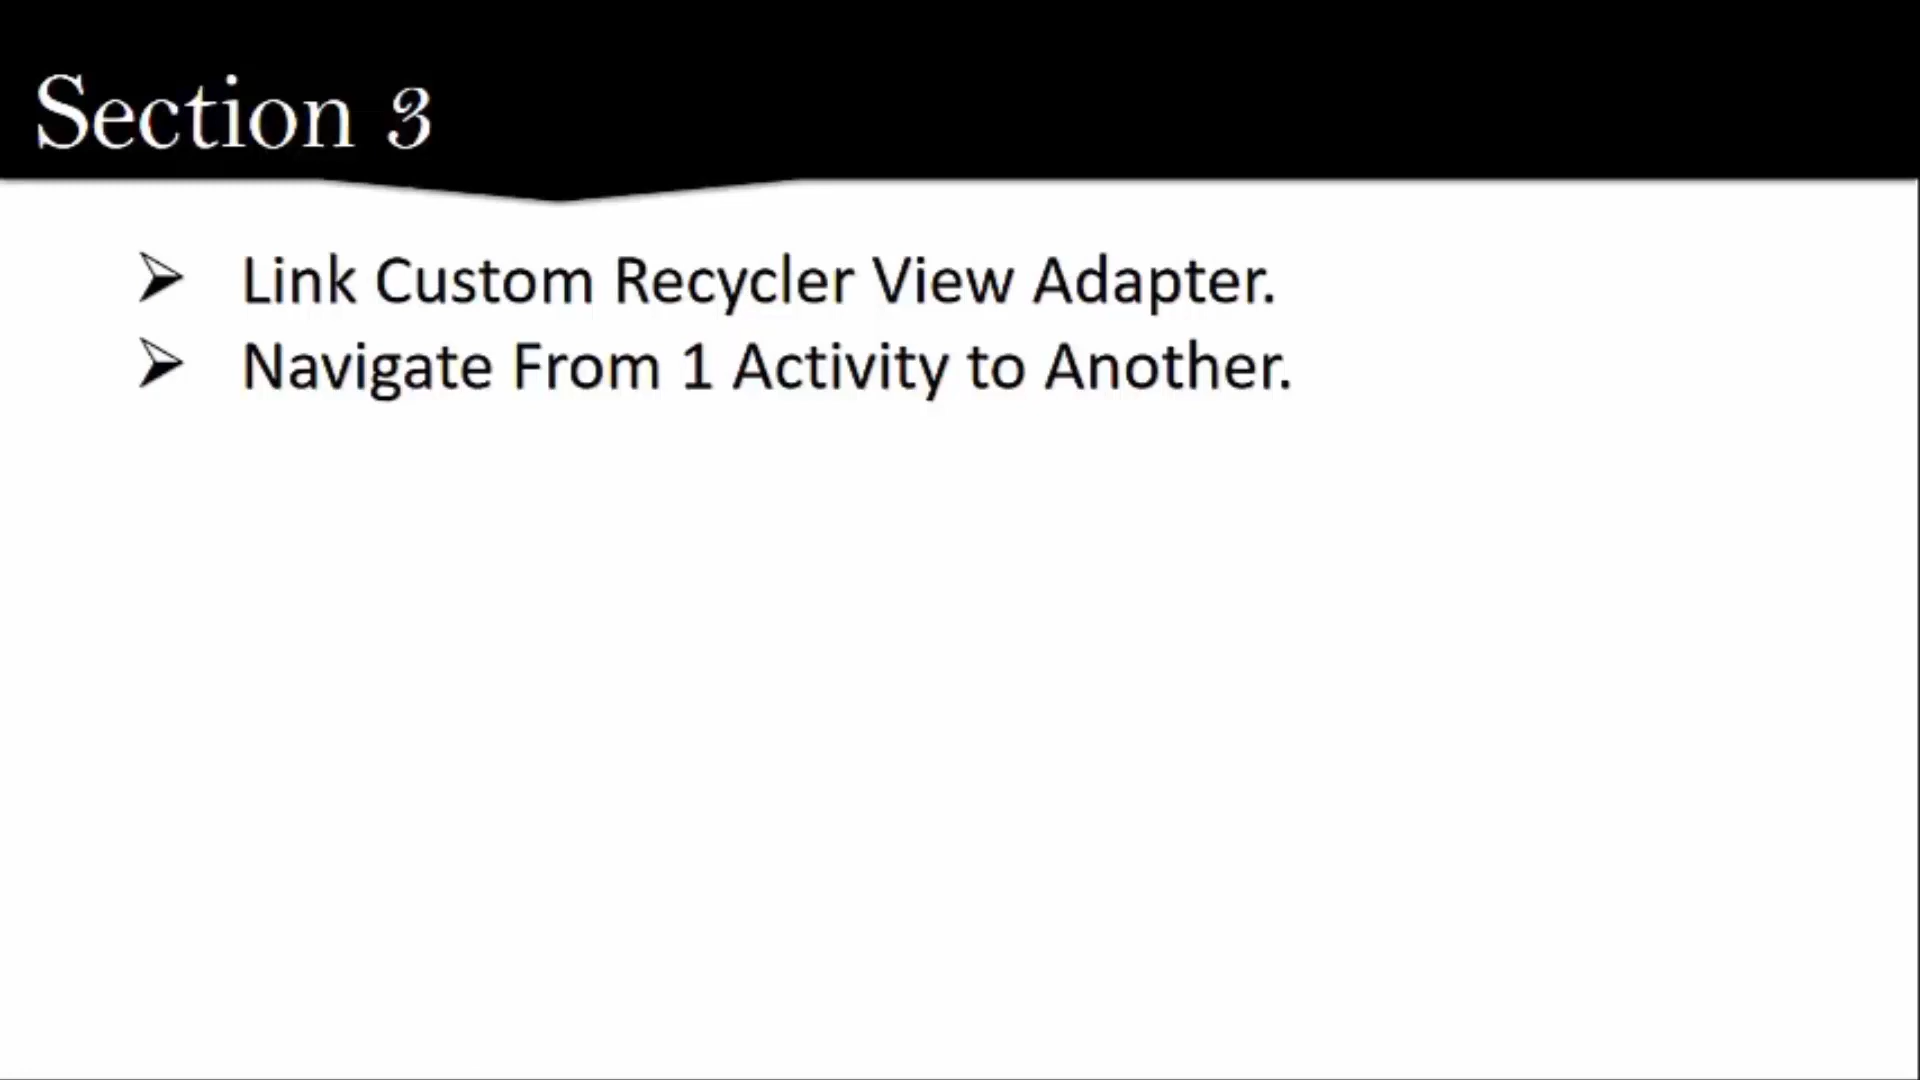 Section 3
Link Custom Recycler View Adapter.
Navigate From 1 Activity to Another.